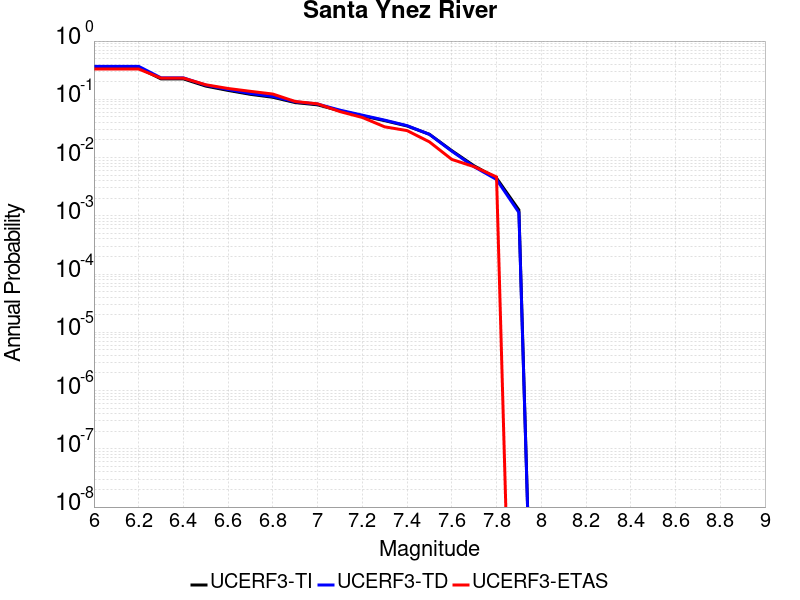 Santa Ynez River
Annual Probability
10^0
10^-1
10^-2
10^-3
10^-4
10^-5
10^-6
10^-7
10^-8
6 6.2 6.4 6.6 6.8 7 7.2 7.4 7.6 7.8 8 8.2 8.4 8.6 8.8 9
Magnitude
UCERF3-TI UCERF3-TD UCERF3-ETAS